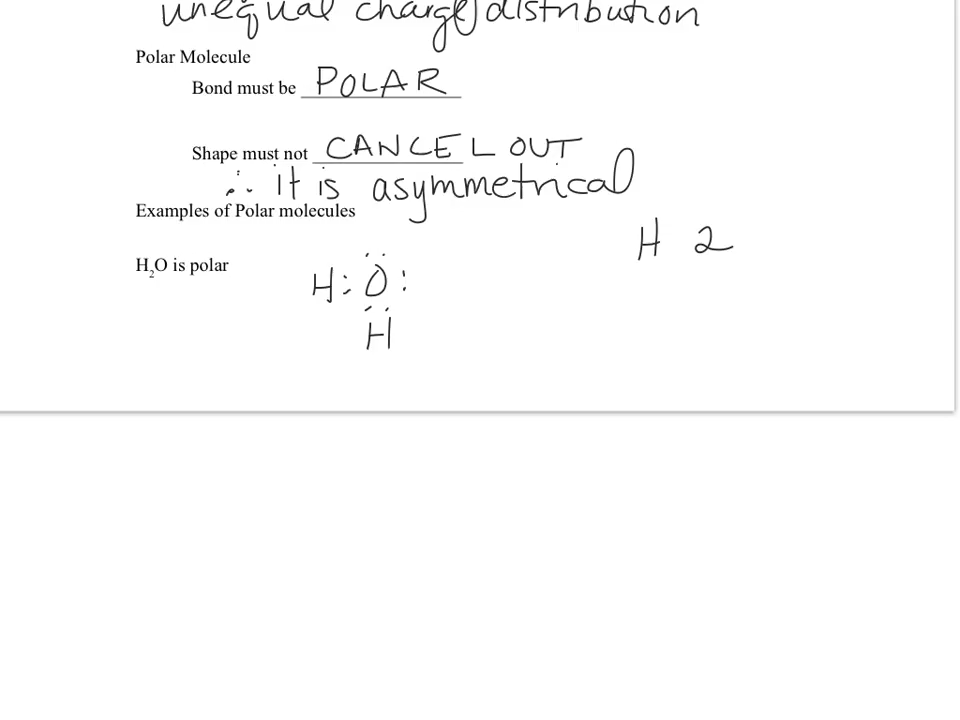 unequal charge distribution
Polar Molecule
Bond must be POLAR
Shape must not CANCEL OUT
∴ it is asymmetrical
Examples of Polar molecules
H 2
H₂O is polar
H : O :
H